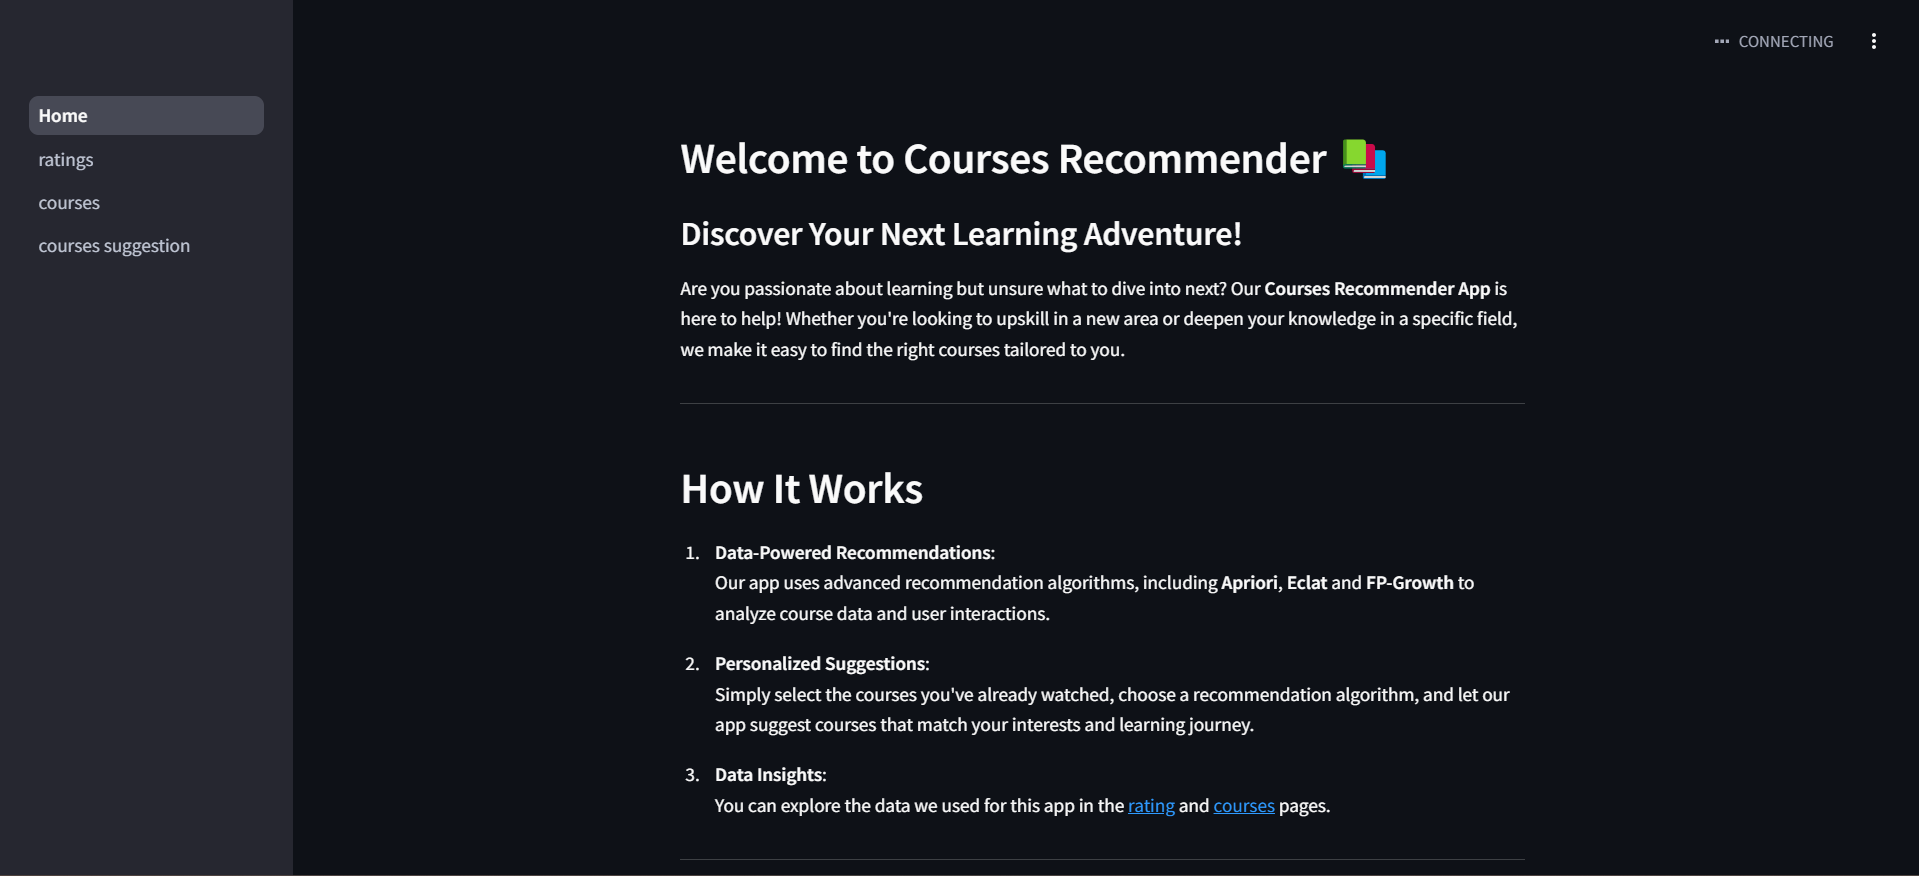 CONNECTING
Home
ratings
courses
courses suggestion
Welcome to Courses Recommender
Discover Your Next Learning Adventure!
Are you passionate about learning but unsure what to dive into next? Our Courses Recommender App is
here to help! Whether you're looking to upskill in a new area or deepen your knowledge in a specific field,
we make it easy to find the right courses tailored to you.
How It Works
1. Data-Powered Recommendations:
Our app uses advanced recommendation algorithms, including Apriori, Eclat and FP-Growth to
analyze course data and user interactions.
2. Personalized Suggestions:
Simply select the courses you've already watched, choose a recommendation algorithm, and let our
app suggest courses that match your interests and learning journey.
3. Data Insights:
You can explore the data we used for this app in the rating and courses pages.